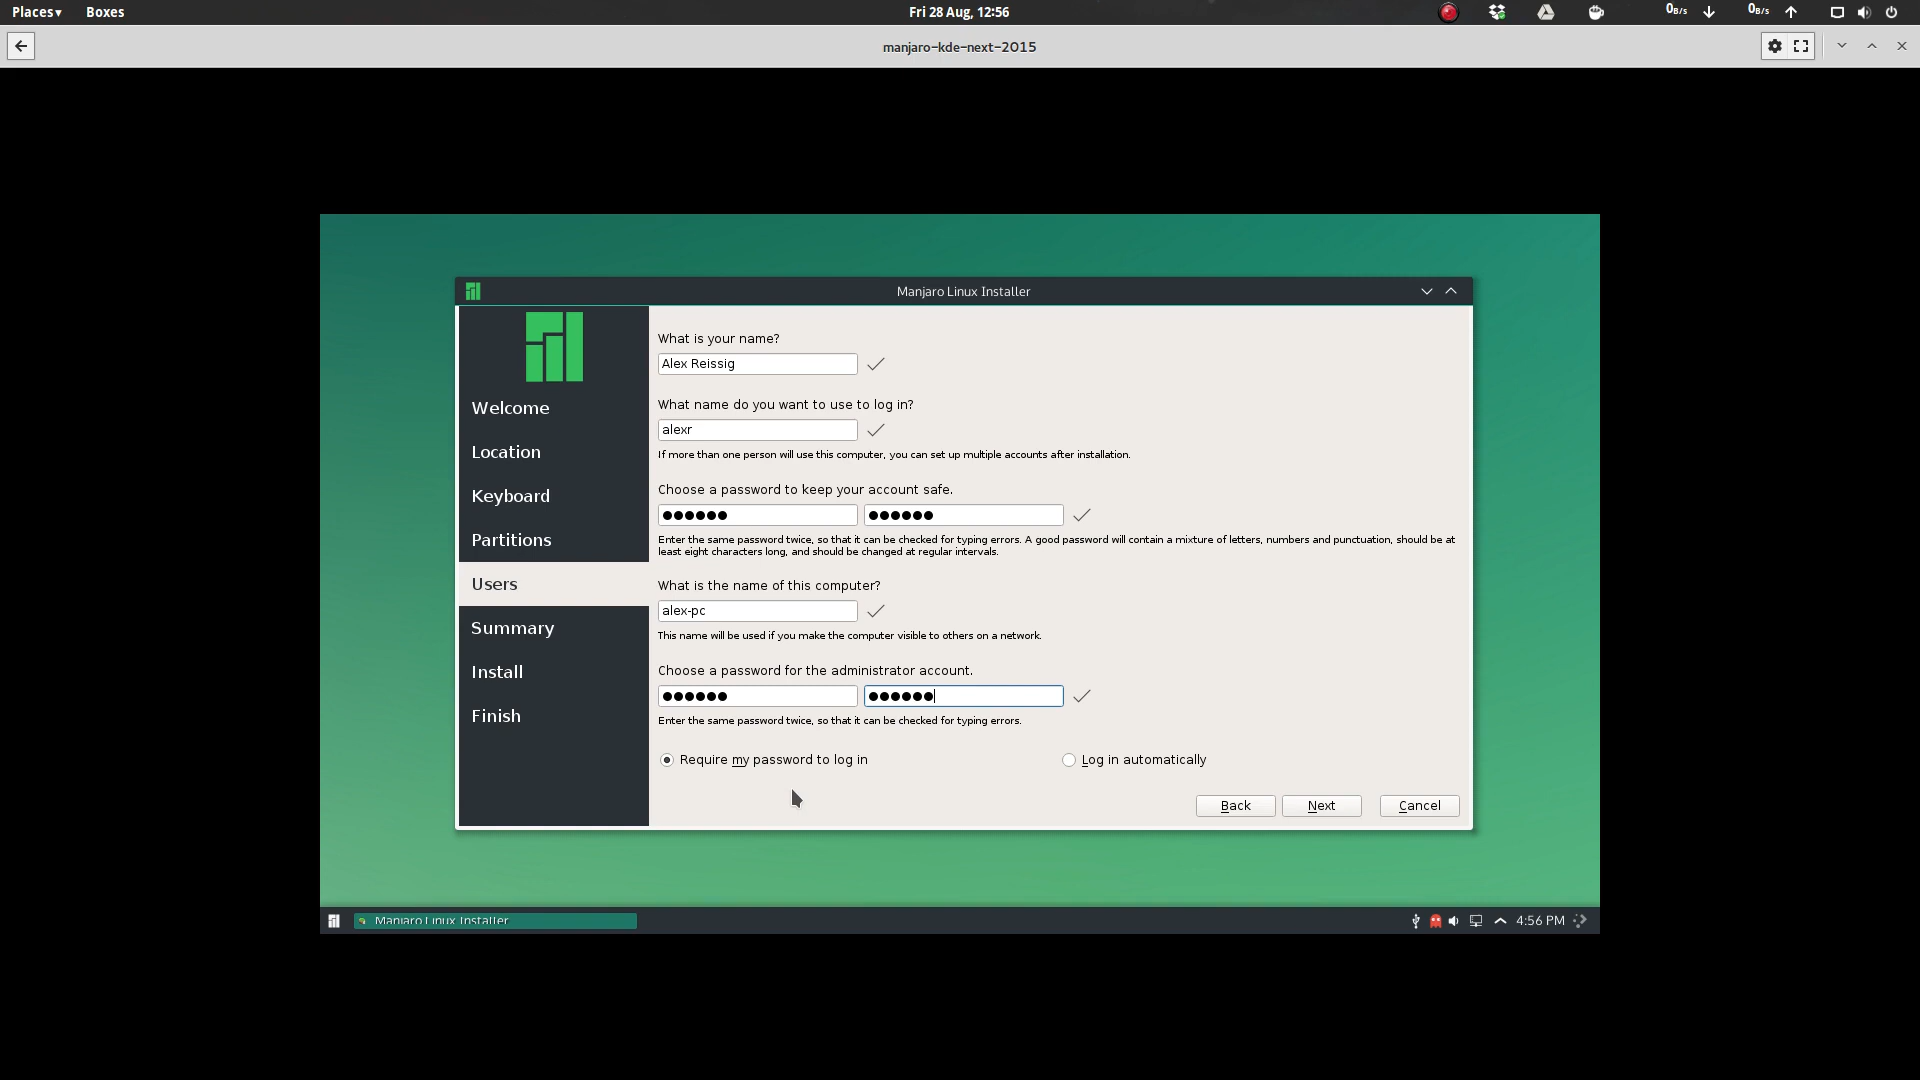 Places▾ Boxes Fri 28 Aug, 12:56 0B/s 0B/s
manjaro-kde-next-2015
Manjaro Linux Installer
Welcome
Location
Keyboard
Partitions
Users
Summary
Install
Finish
What is your name?
Alex Reissig
What name do you want to use to log in?
alexr
If more than one person will use this computer, you can set up multiple accounts after installation.
Choose a password to keep your account safe.
●●●●●● ●●●●●●
Enter the same password twice, so that it can be checked for typing errors. A good password will contain a mixture of letters, numbers and punctuation, should be at
least eight characters long, and should be changed at regular intervals.
What is the name of this computer?
alex-pc
This name will be used if you make the computer visible to others on a network.
Choose a password for the administrator account.
●●●●●● ●●●●●●
Enter the same password twice, so that it can be checked for typing errors.
Require my password to log in Log in automatically
Back Next Cancel
Manjaro Linux Installer 4:56 PM